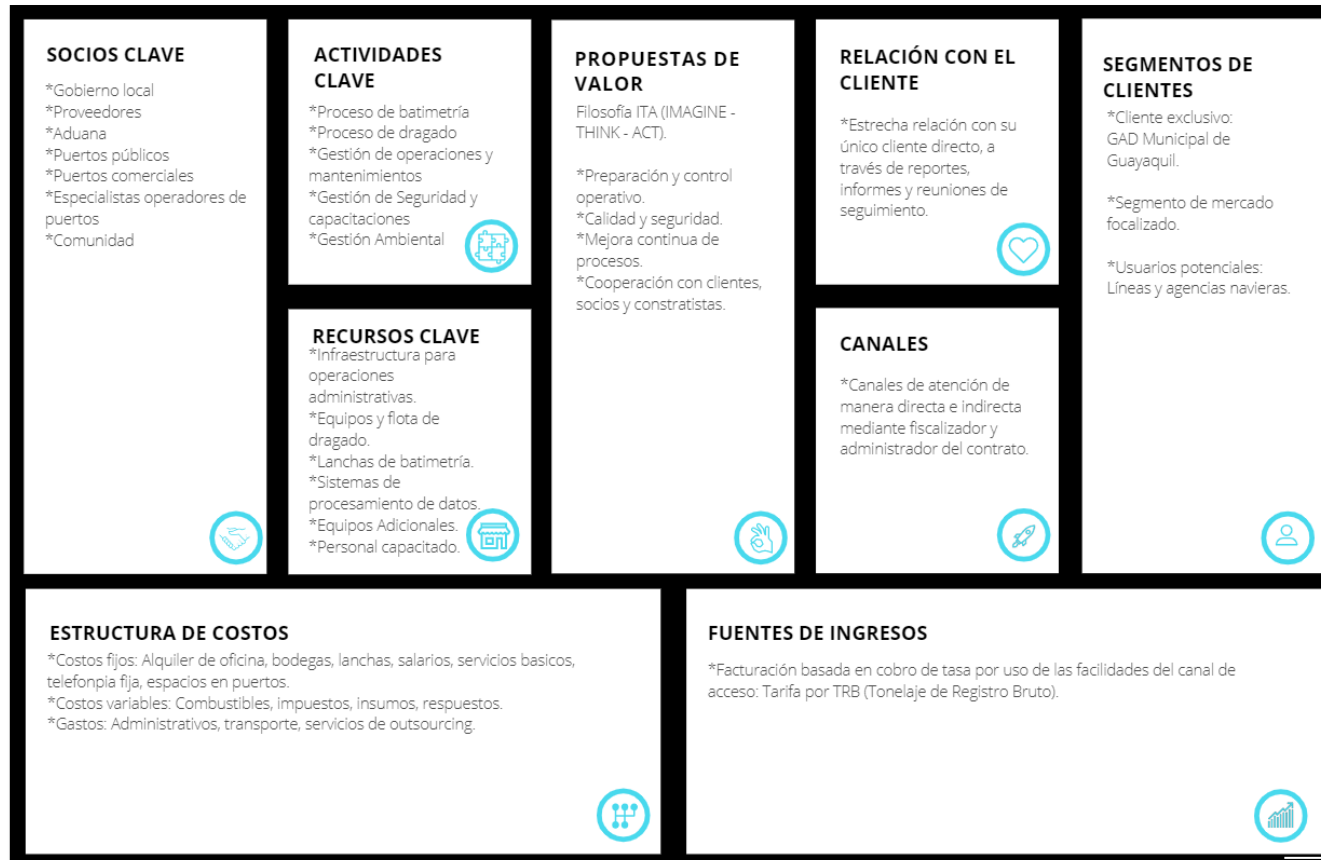 SOCIOS CLAVE
*Gobierno local
*Proveedores
*Aduana
*Puertos públicos
*Puertos comerciales
*Especialistas operadores de
puertos
*Comunidad
ACTIVIDADES
CLAVE
*Proceso de batimetría
*Proceso de dragado
*Gestión de operaciones y
mantenimientos
*Gestión de Seguridad y
capacitaciones
*Gestión Ambiental
RECURSOS CLAVE
*Infraestructura para
operaciones
administrativas.
*Equipos y flota de
dragado.
*Lanchas de batimetría.
*Sistemas de
procesamiento de datos.
*Equipos Adicionales.
*Personal capacitado.
PROPUESTAS DE
VALOR
Filosofía ITA (IMAGINE -
THINK - ACT).
*Preparación y control
operativo.
*Calidad y seguridad.
*Mejora continua de
procesos.
*Cooperación con clientes,
socios y constratistas.
RELACIÓN CON EL
CLIENTE
*Estrecha relación con su
único cliente directo, a
través de reportes,
informes y reuniones de
seguimiento.
CANALES
*Canales de atención de
manera directa e indirecta
mediante fiscalizador y
administrador del contrato.
SEGMENTOS DE
CLIENTES
*Cliente exclusivo:
GAD Municipal de
Guayaquil.
*Segmento de mercado
focalizado.
*Usuarios potenciales:
Líneas y agencias navieras.
ESTRUCTURA DE COSTOS
*Costos fijos: Alquiler de oficina, bodegas, lanchas, salarios, servicios basicos,
telefonpia fija, espacios en puertos.
*Costos variables: Combustibles, impuestos, insumos, respuestos.
*Gastos: Administrativos, transporte, servicios de outsourcing.
FUENTES DE INGRESOS
*Facturación basada en cobro de tasa por uso de las facilidades del canal de
acceso: Tarifa por TRB (Tonelaje de Registro Bruto).